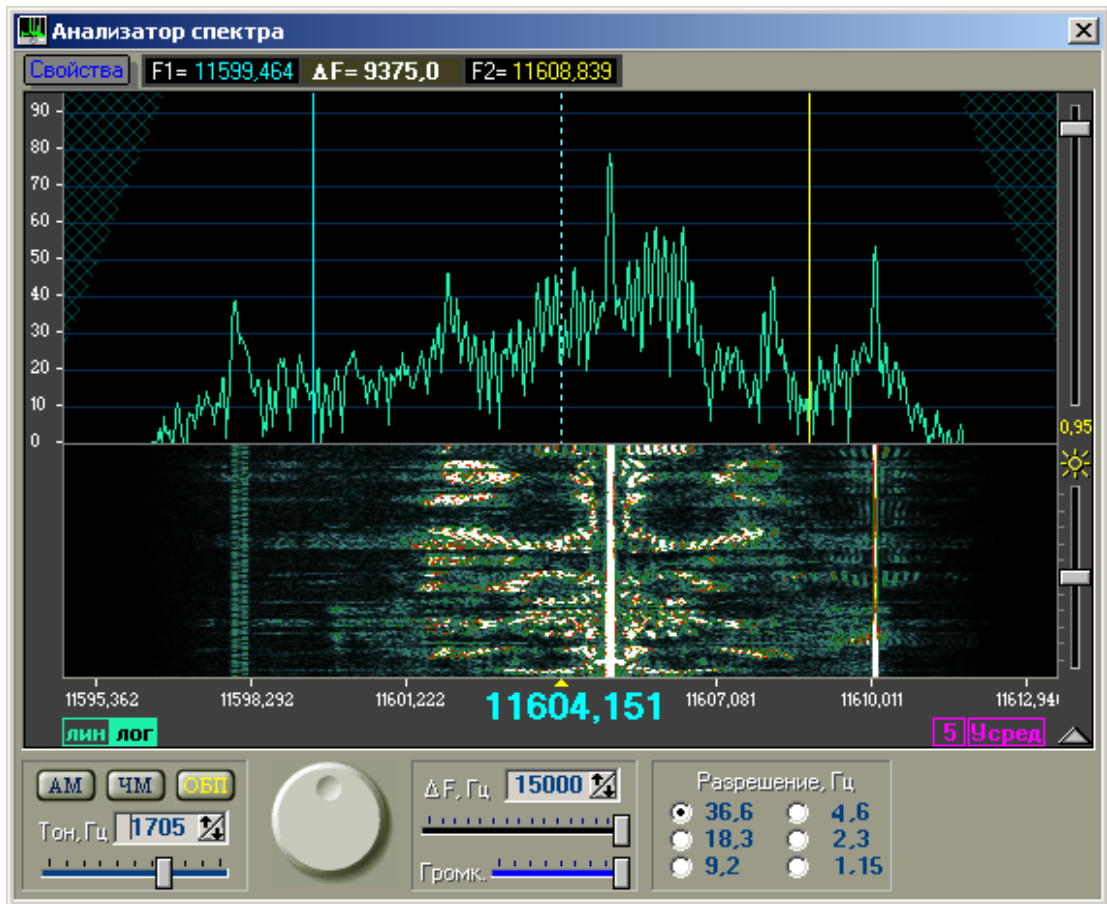 Анализатор спектра
Свойства F1= 11599,464 ΔF= 9375,0 F2= 11608,839
90
80
70
60
50
40
30
20
10
0
0,95
11595,362 11598,292 11601,222 11604,151 11607,081 11610,011 11612,94
лин лог 5 Усред
АМ ЧМ ОБП
Тон, Гц 1705
ΔF, Гц 15000
Громк.
Разрешение, Гц
36,6 4,6
18,3 2,3
9,2 1,15